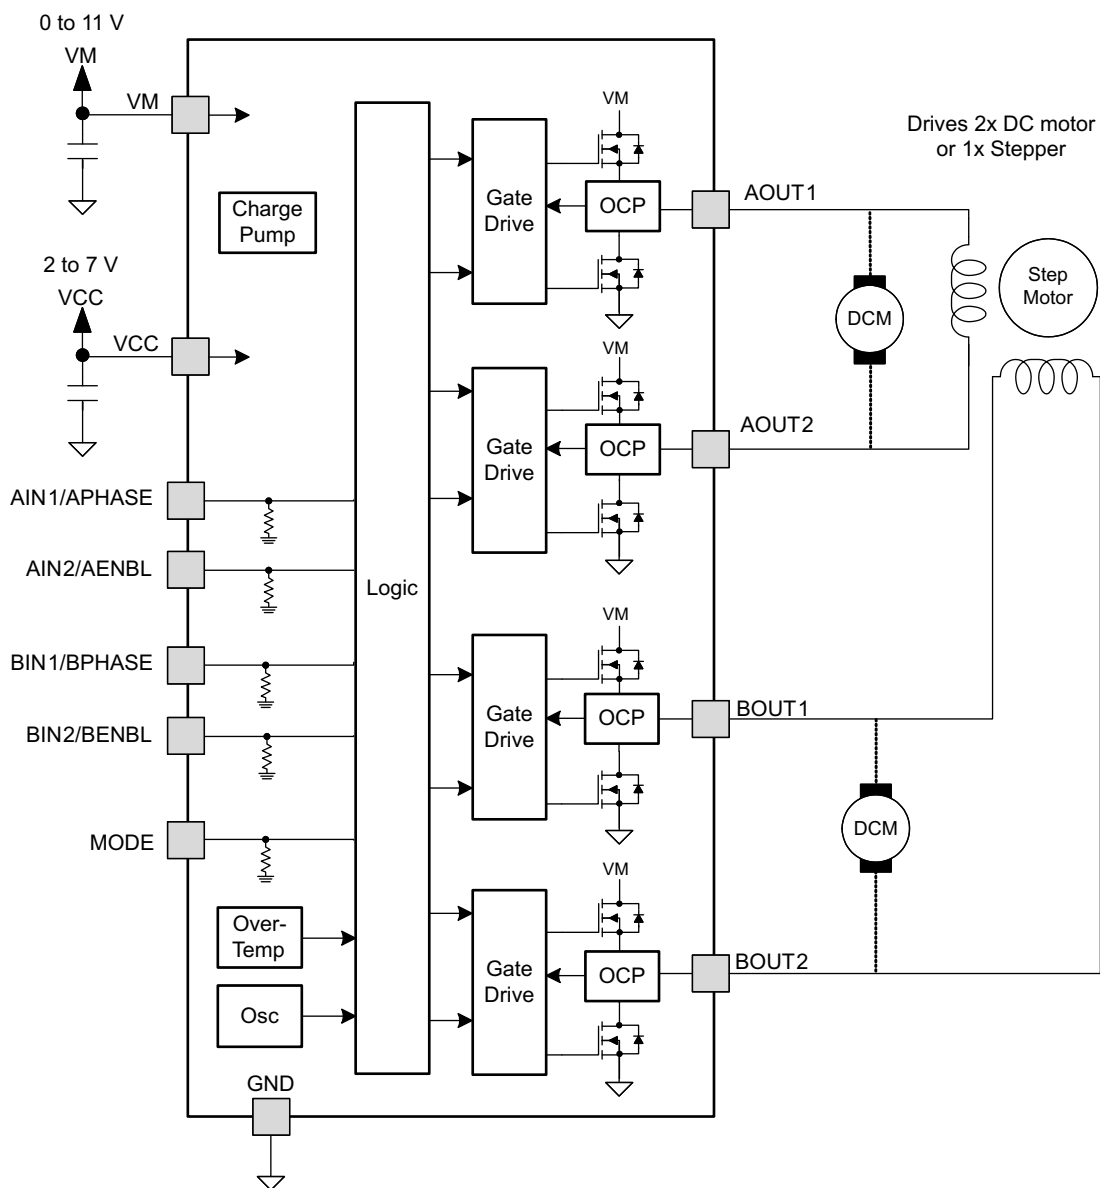 0 to 11 V
VM
VM
Charge
Pump
2 to 7 V
VCC
VCC
AIN1/APHASE
AIN2/AENBL
BIN1/BPHASE
BIN2/BENBL
MODE
Over-
Temp
Osc
GND
Logic
Gate
Drive
VM
OCP
AOUT1
Gate
Drive
VM
OCP
AOUT2
Gate
Drive
VM
OCP
BOUT1
Gate
Drive
VM
OCP
BOUT2
Drives 2x DC motor
or 1x Stepper
DCM
Step
Motor
DCM